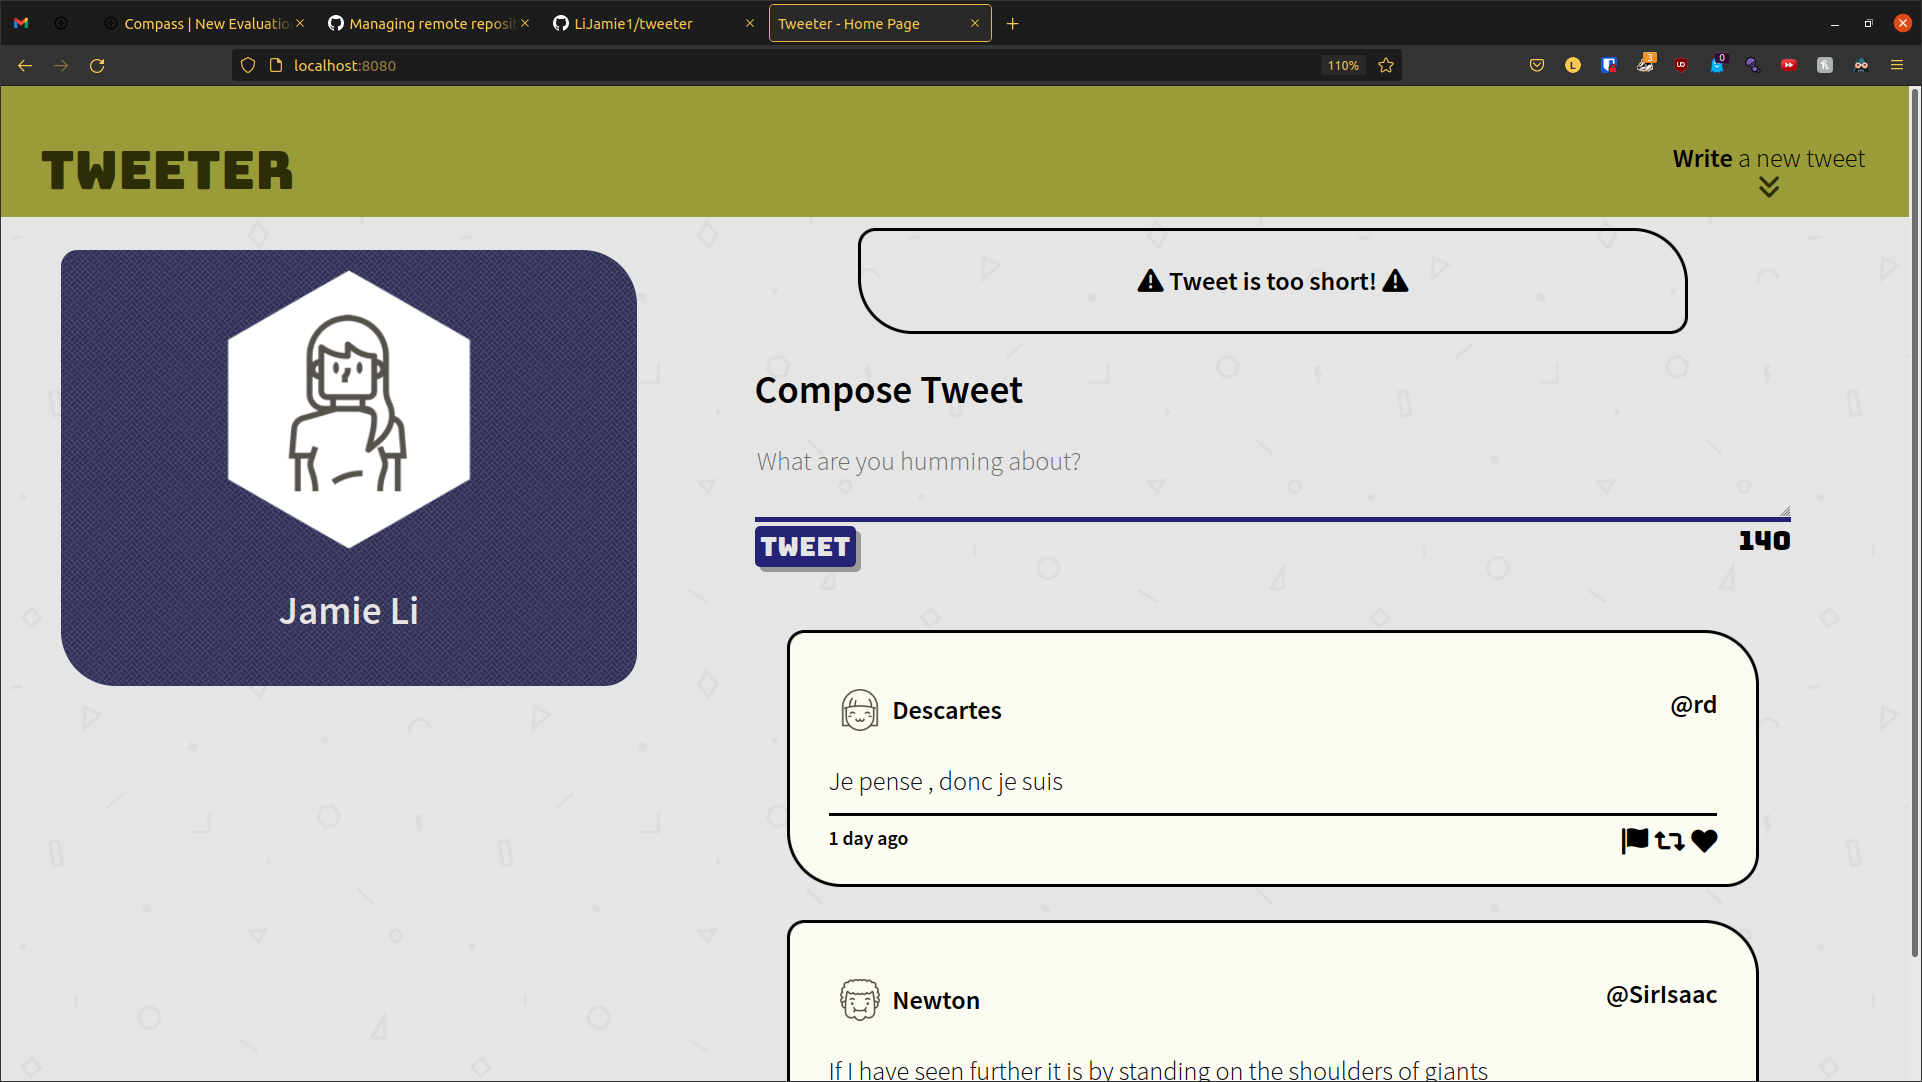 Compass | New Evaluatio
Managing remote reposit
LiJamie1/tweeter
Tweeter - Home Page
localhost:8080
110%
L
3
0
TWEETER
Write a new tweet
Tweet is too short!
Compose Tweet
What are you humming about?
TWEET
140
Jamie Li
Descartes
@rd
Je pense , donc je suis
1 day ago
Newton
@SirIsaac
If I have seen further it is by standing on the shoulders of giants